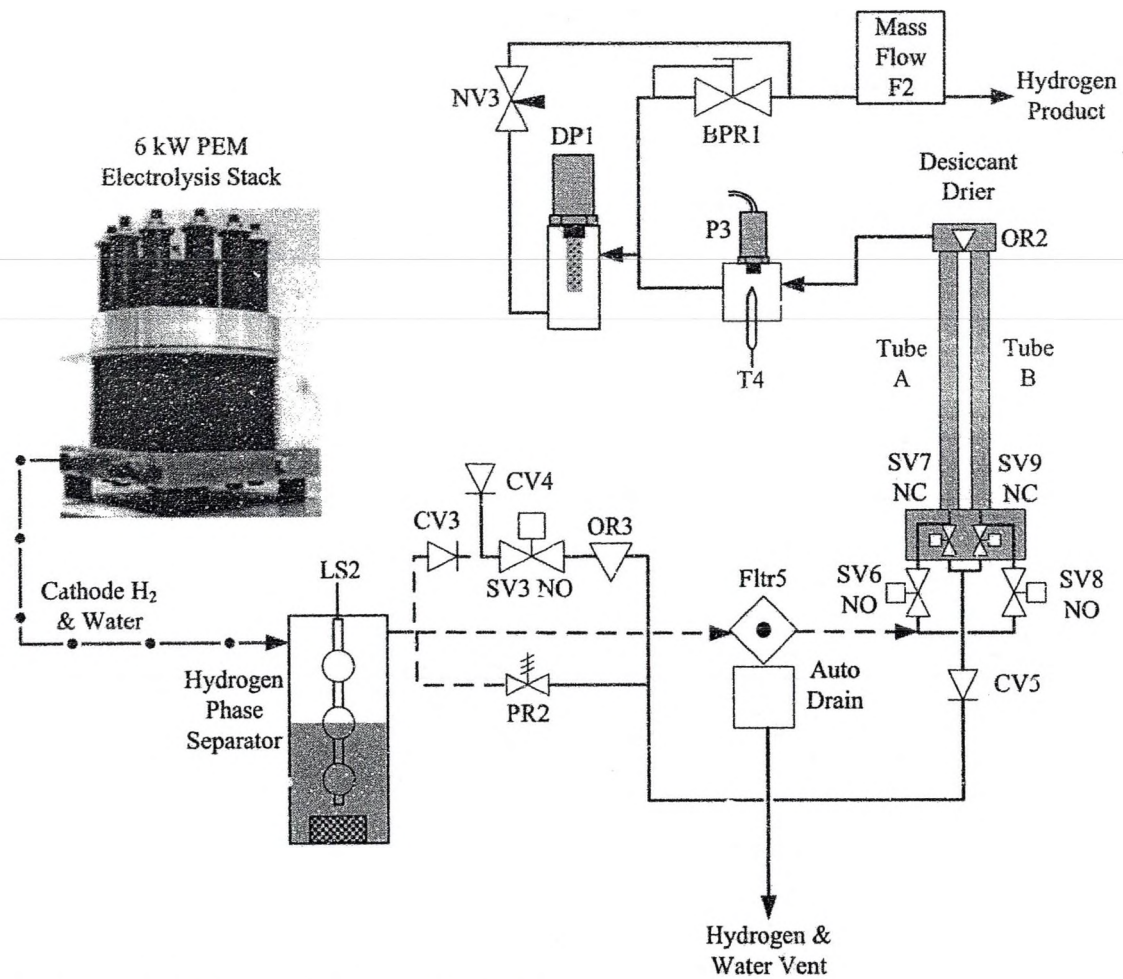 Mass
Flow
F2
Hydrogen
Product
NV3
BPR1
DP1
6 kW PEM
Electrolysis Stack
Desiccant
Drier
P3
OR2
T4
Tube
A
Tube
B
SV7
NC
SV9
NC
CV4
CV3
OR3
SV3 NO
LS2
Fltr5
SV6
NO
SV8
NO
Cathode H₂
& Water
Hydrogen
Phase
Separator
PR2
Auto
Drain
CV5
Hydrogen &
Water Vent